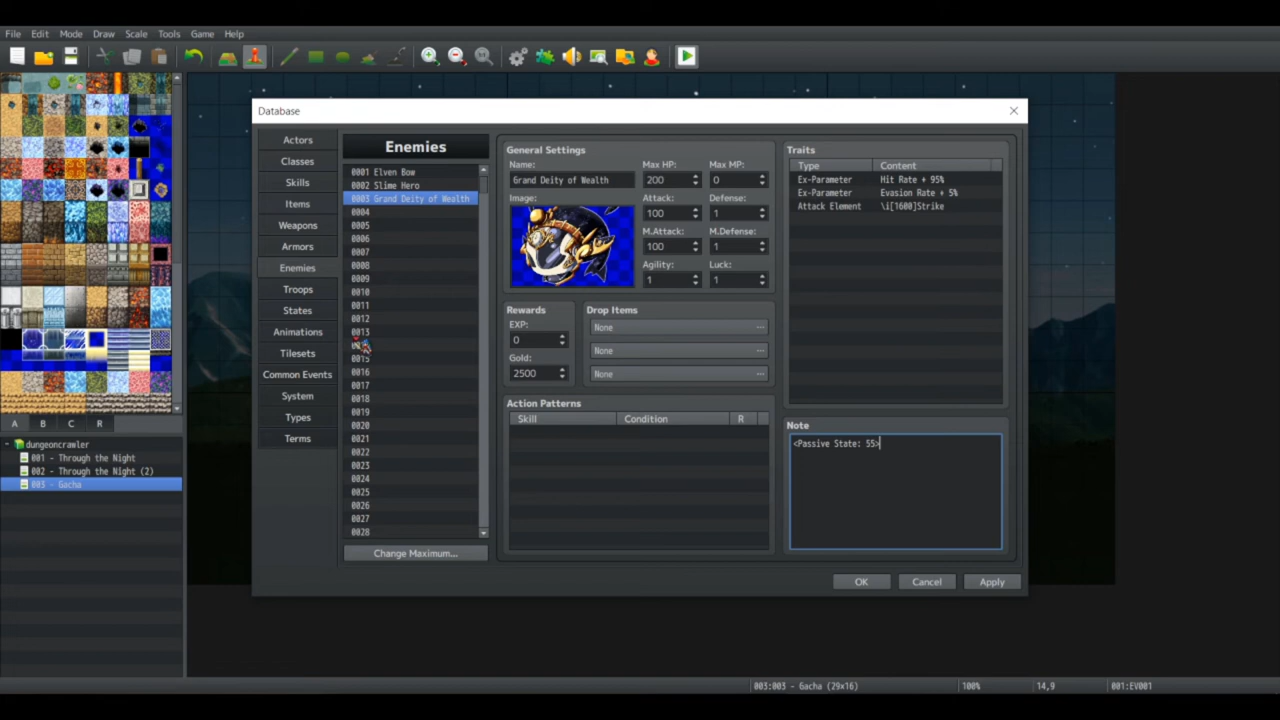 File Edit Mode Draw Scale Tools Game Help
Database
Actors
Classes
Skills
Items
Weapons
Armors
Enemies
Troops
States
Animations
Tilesets
Common Events
System
Types
Terms
Enemies
0001 Elven Bow
0002 Slime Hero
0003 Grand Deity of Wealth
0004
0005
0006
0007
0008
0009
0010
0011
0012
0013
0015
0016
0017
0018
0019
0020
0021
0022
0023
0024
0025
0026
0027
0028
Change Maximum...
General Settings
Name: Max HP: Max MP:
Grand Deity of Wealth 200 0
Image: Attack: Defense:
100 1
M.Attack: M.Defense:
100 1
Agility: Luck:
1 1
Rewards
EXP:
0
Gold:
2500
Drop Items
None
None
None
Action Patterns
Skill Condition R
Traits
Type Content
Ex-Parameter Hit Rate + 95%
Ex-Parameter Evasion Rate + 5%
Attack Element \i[1600]Strike
Note
<Passive State: 55>
OK Cancel Apply
A B C R
dungeoncrawler
001 - Through the Night
002 - Through the Night (2)
003 - Gacha
003:003 - Gacha (29x16) 100% 14,9 001:EV001